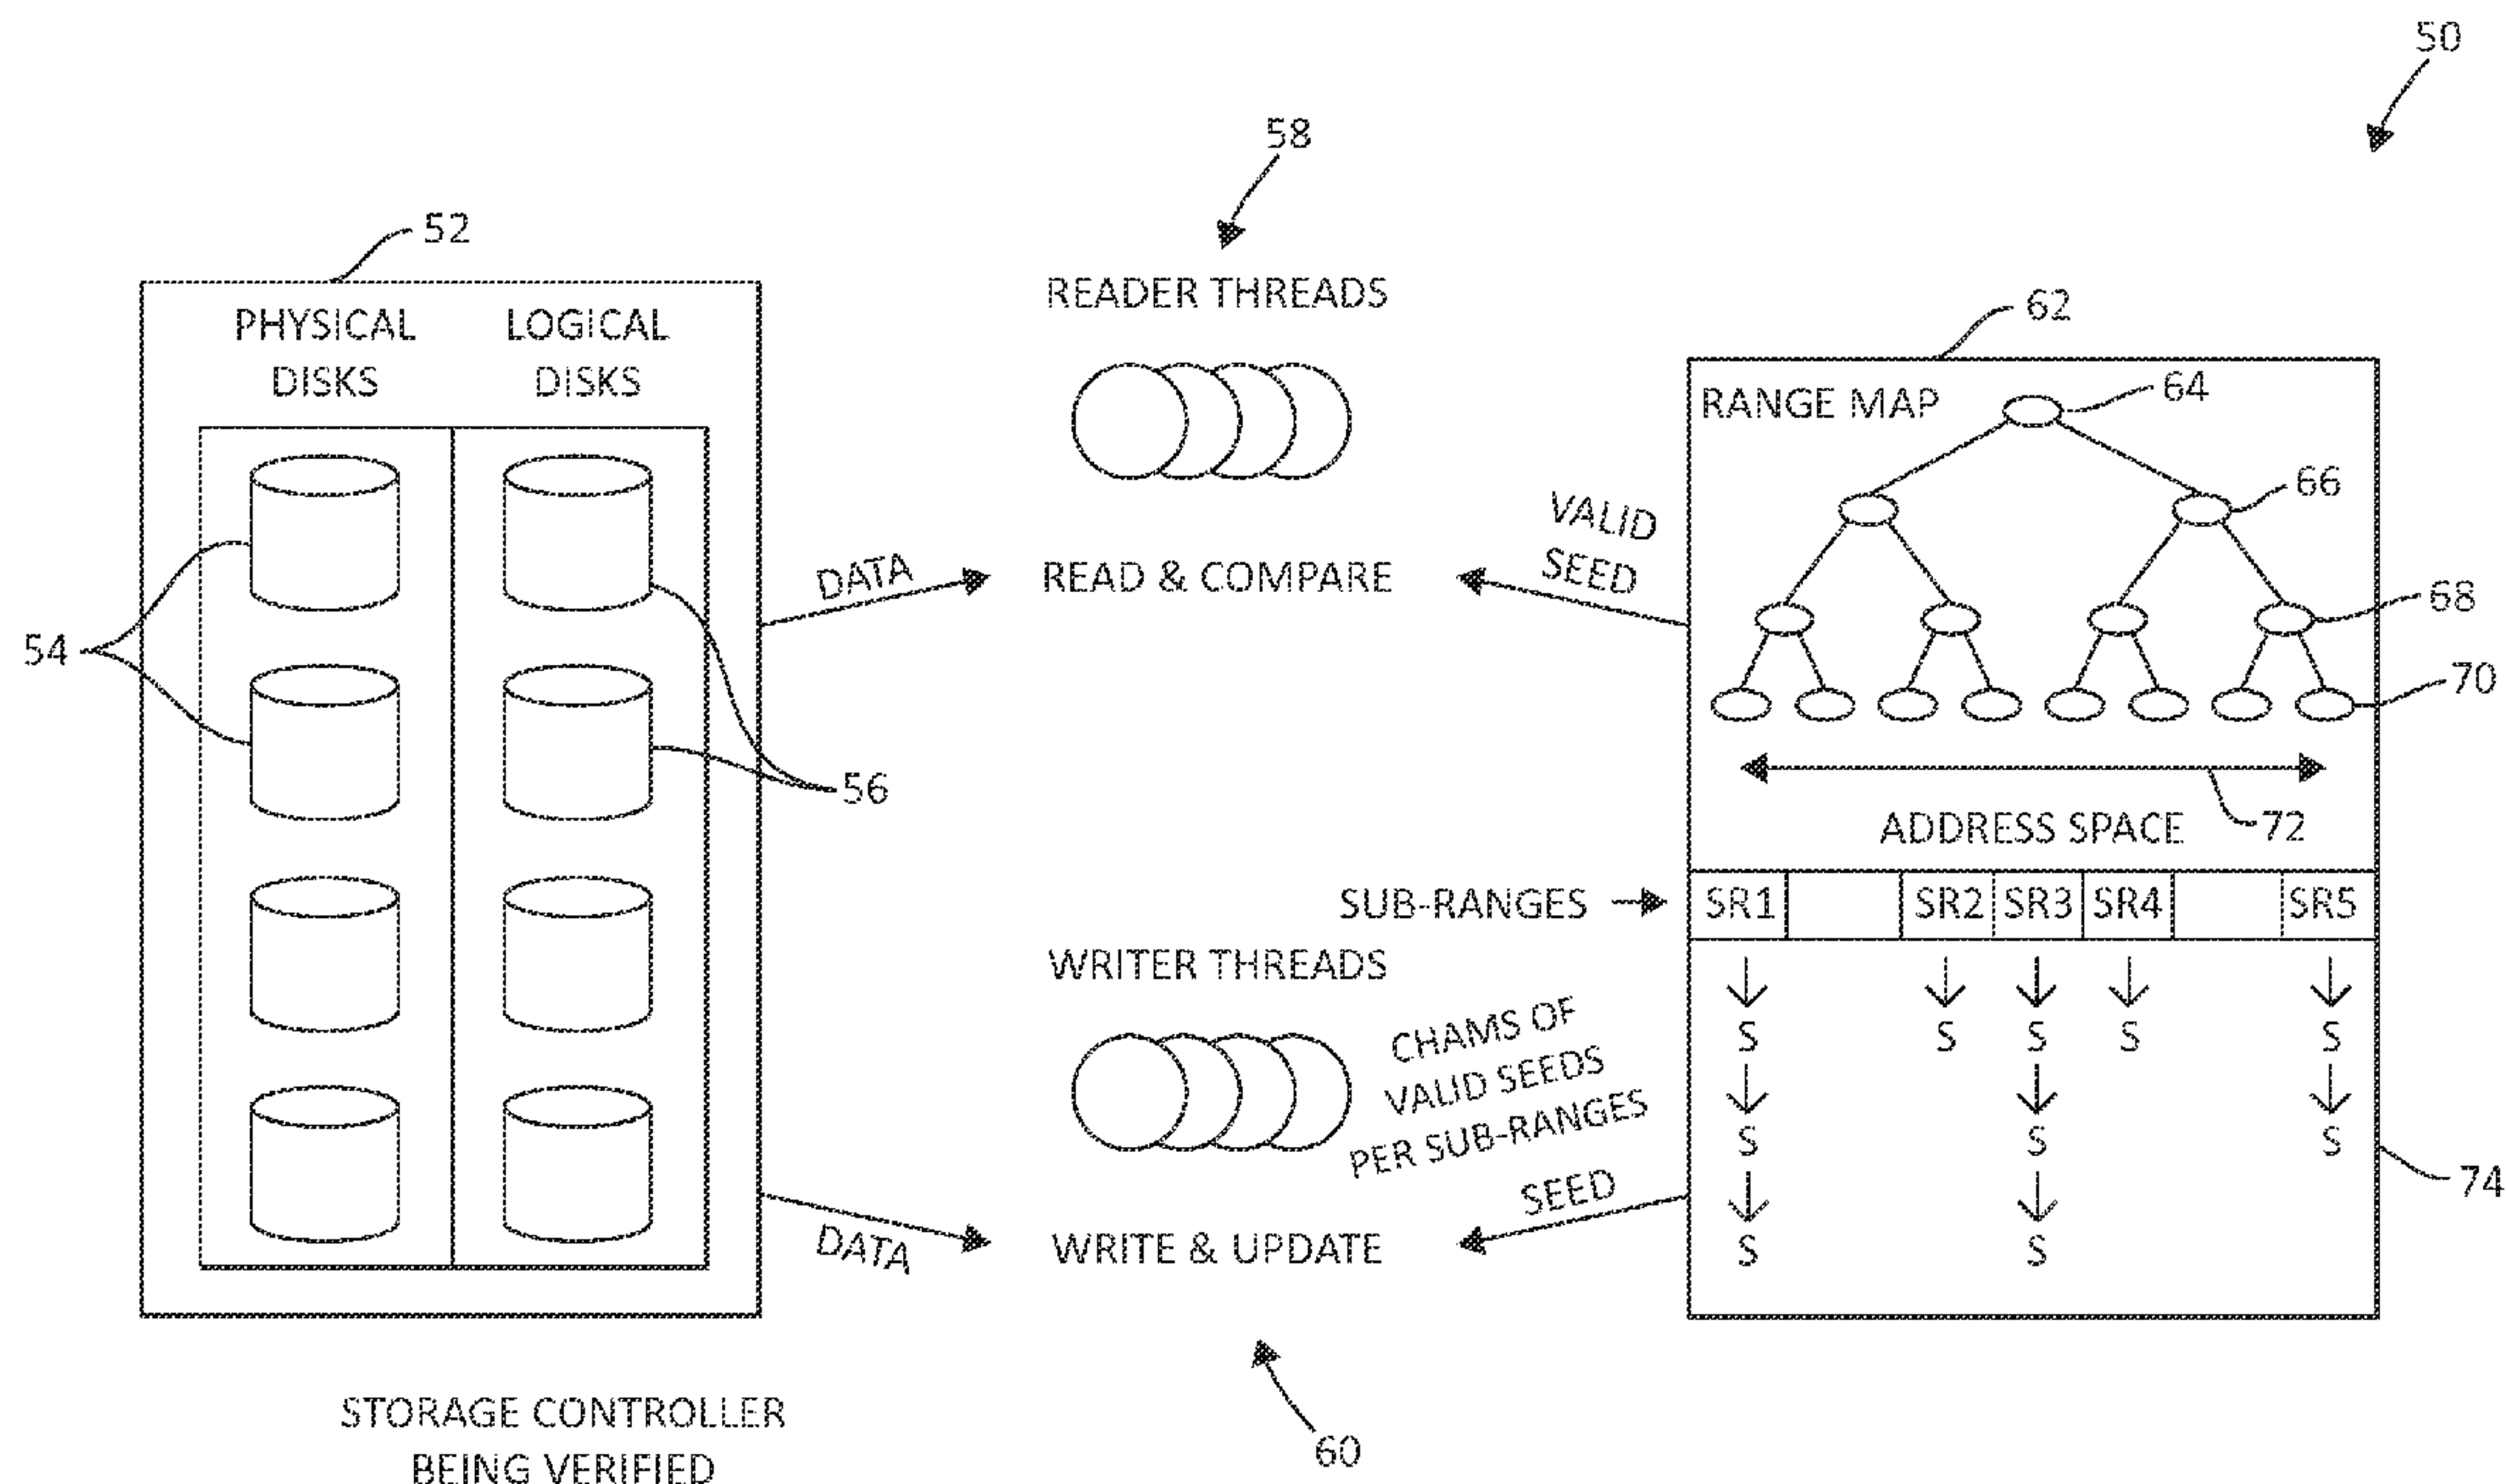 50
58
52
READER THREADS
62
PHYSICAL
DISKS
LOGICAL
DISKS
RANGE MAP
64
66
VALID
SEED
DATA
READ & COMPARE
68
54
70
56
ADDRESS SPACE
72
SUB-RANGES
SR1
SR2
SR3
SR4
SR5
WRITER THREADS
CHAMS OF
VALID SEEDS
PER SUB-RANGES
S
S
S
S
S
S
S
S
74
SEED
DATA
WRITE & UPDATE
S
S
STORAGE CONTROLLER
BEING VERIFIED
60